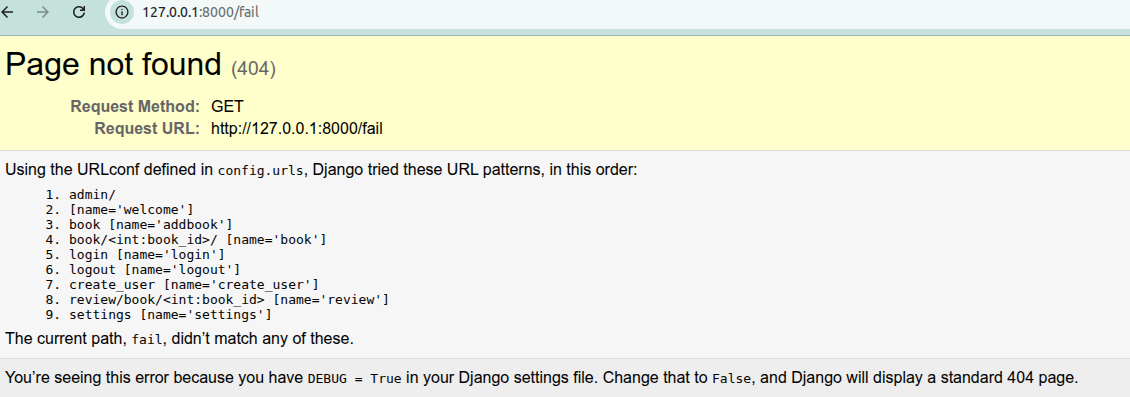 127.0.0.1:8000/fail
Page not found (404)
Request Method: GET
Request URL: http://127.0.0.1:8000/fail
Using the URLconf defined in config.urls, Django tried these URL patterns, in this order:
1. admin/
2. [name='welcome']
3. book [name='addbook']
4. book/<int:book_id>/ [name='book']
5. login [name='login']
6. logout [name='logout']
7. create_user [name='create_user']
8. review/book/<int:book_id> [name='review']
9. settings [name='settings']
The current path, fail, didn’t match any of these.
You’re seeing this error because you have DEBUG = True in your Django settings file. Change that to False, and Django will display a standard 404 page.